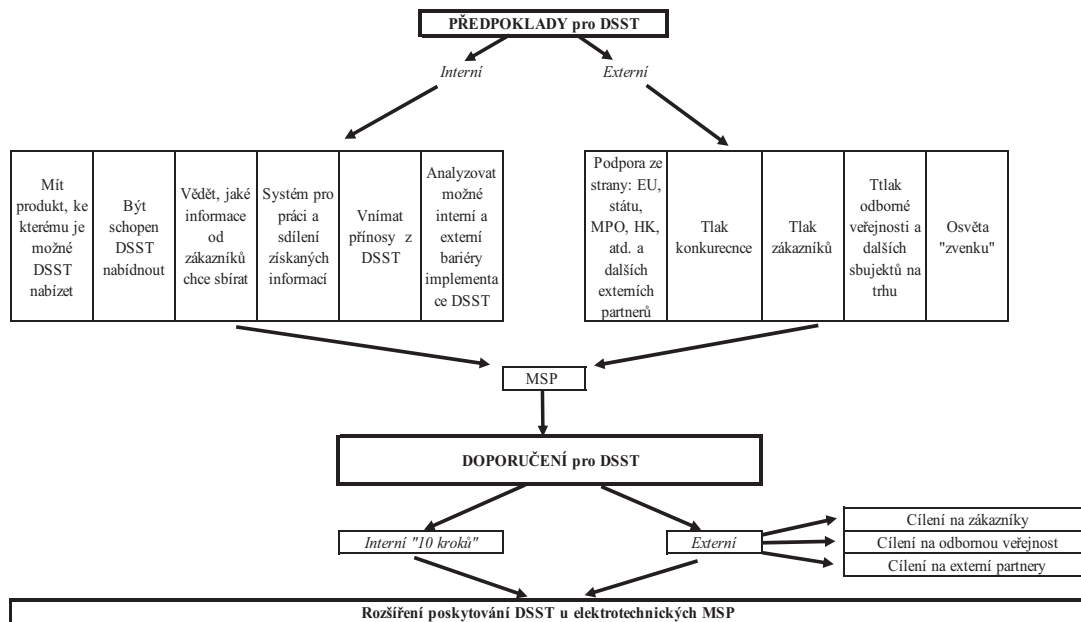 PŘEDPOKLADY pro DSST
Interní
Externí
Mít
produkt, ke
kterému je
možné
DSST
nabízet
Být
schopen
DSST
nabídnout
Vědět, jaké
informace
od
zákazníků
chce sbírat
Systém pro
práci a
sdílení
získaných
informací
Vnímat
přínosy z
DSST
Analyzovat
možné
interní a
externí
bariéry
implementa
ce DSST
Podpora ze
strany: EU,
státu,
MPO, HK,
atd. a
dalších
externích
partnerů
Tlak
konkurecnce
Tlak
zákazníků
Ttlak
odborné
veřejnosti a
dalších
sbujektů na
trhu
Osvěta
"zvenku"
MSP
DOPORUČENÍ pro DSST
Interní "10 kroků"
Externí
Cílení na zákazníky
Cílení na odbornou veřejnost
Cílení na externí partnery
Rozšíření poskytování DSST u elektrotechnických MSP